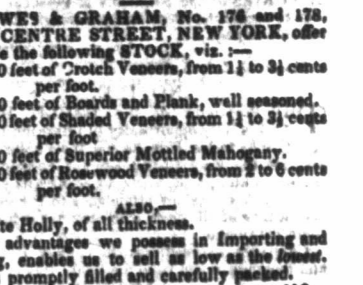 WES & GRAHAM, No. 176 and 178,
CENTRE STREET, NEW YORK, offer
e the following STOCK, viz. :—
0 feet of Crotch Veneers, from 1½ to 3½ cents
per foot.
0 feet of Boards and Plank, well seasoned.
0 feet of Shaded Veneers, from 1½ to 3½ cents
per foot
0 feet of Superior Mottled Mahogany.
0 feet of Rosewood Veneers, from 2 to 6 cents
per foot.
ALSO,—
te Holly, of all thickness.
advantages we possess in importing and
g, enables us to sell as low as the lowest.
promptly filled and carefully packed.